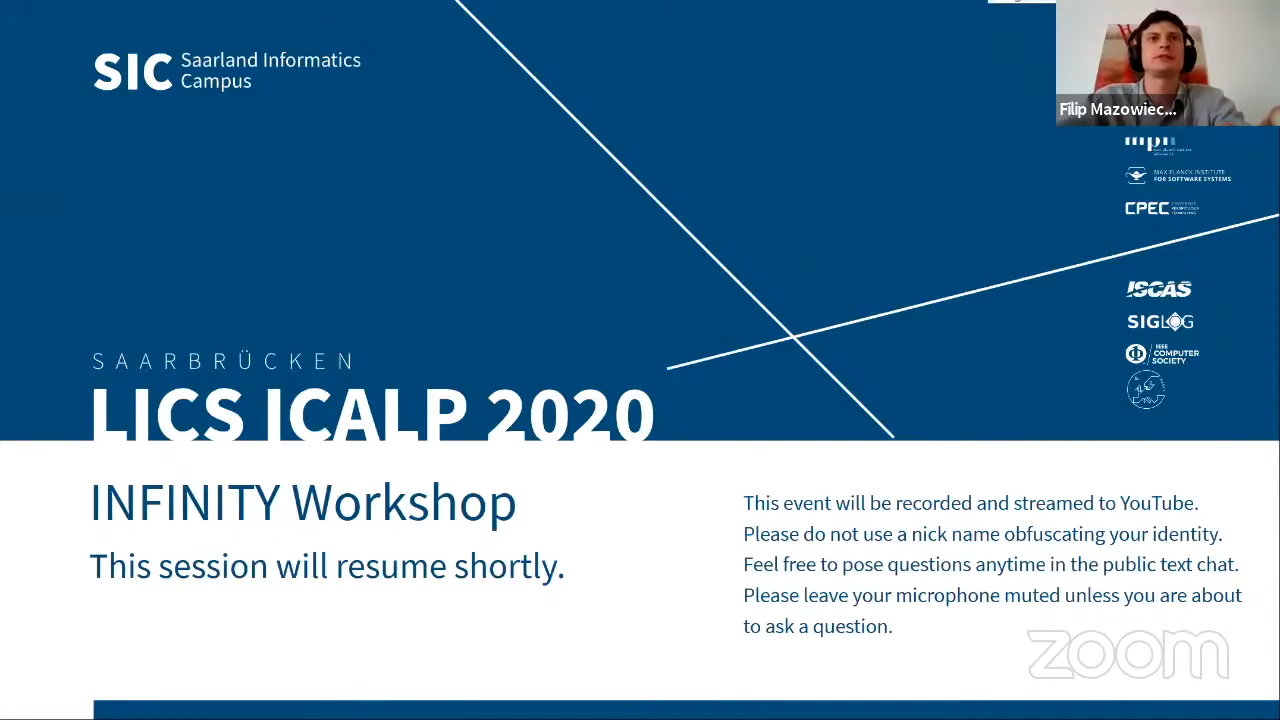 SIC Saarland Informatics
Campus
Filip Mazowiec...
mpn
MAX PLANCK INSTITUTE
FOR SOFTWARE SYSTEMS
CPEC
ISCAS
SIGLOG
IEEE
COMPUTER
SOCIETY
SAARBRÜCKEN
LICS ICALP 2020
INFINITY Workshop
This session will resume shortly.
This event will be recorded and streamed to YouTube.
Please do not use a nick name obfuscating your identity.
Feel free to pose questions anytime in the public text chat.
Please leave your microphone muted unless you are about
to ask a question.
zoom